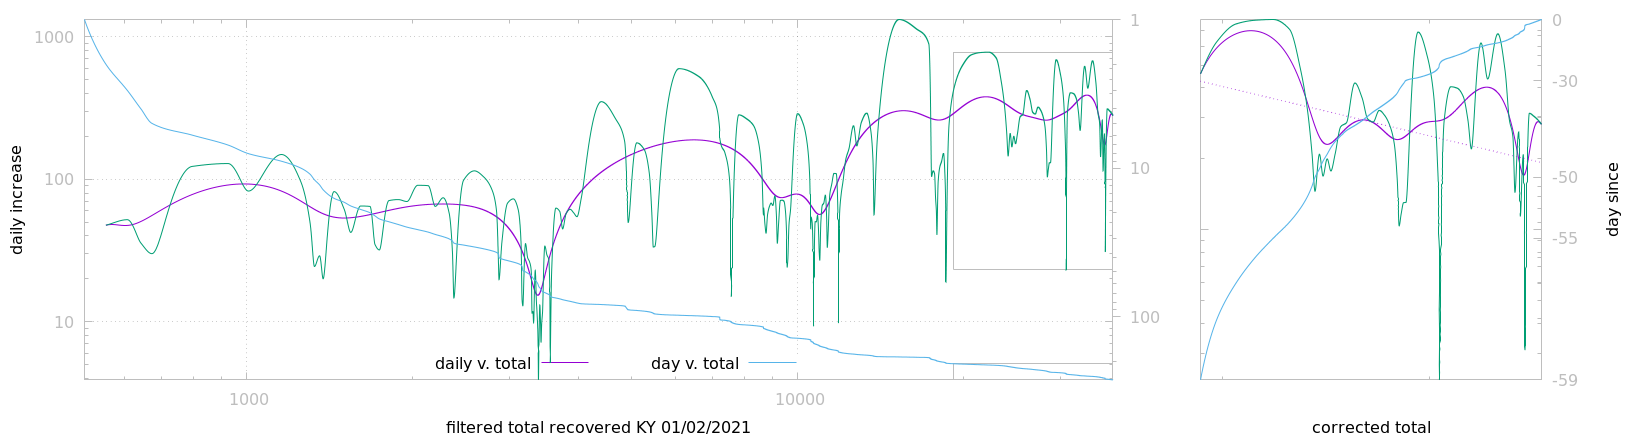 1000
100
10
daily increase
1
10
100
daily v. total
day v. total
1000
10000
filtered total recovered KY 01/02/2021
0
-30
-50
-55
-59
day since
corrected total